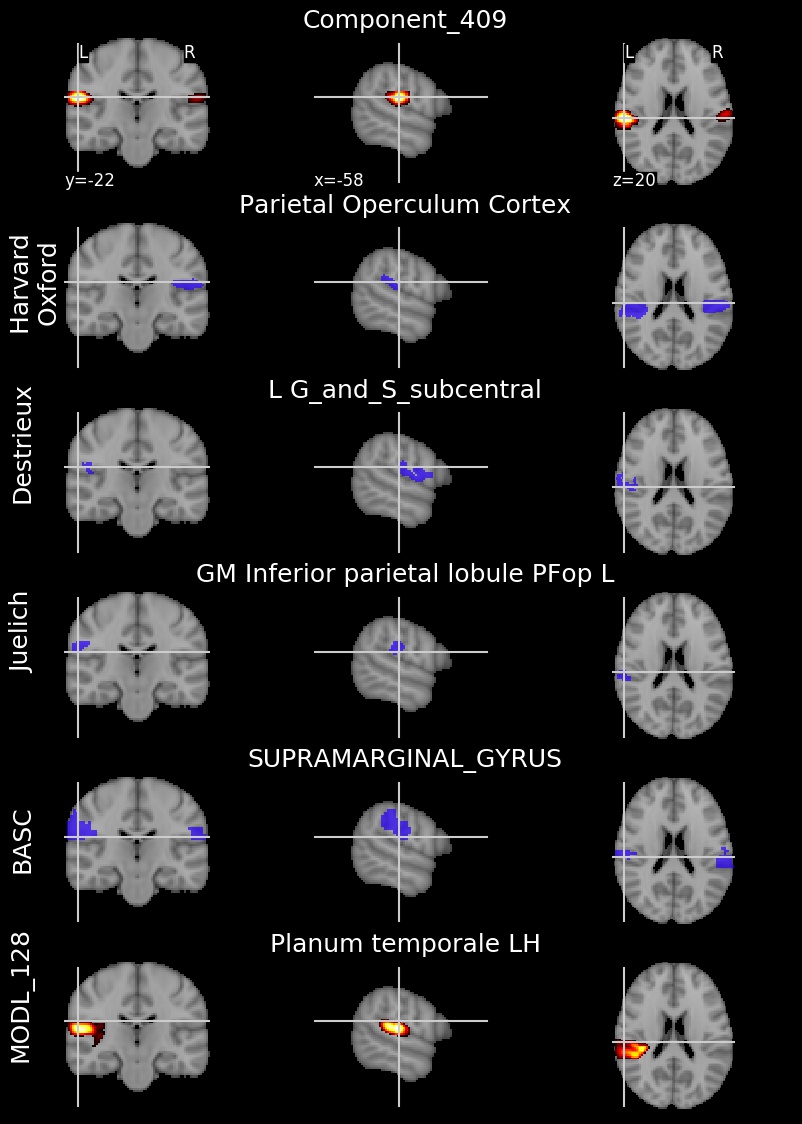 Component_409
L R
L R
y=-22
x=-58
z=20
Parietal Operculum Cortex
Harvard
Oxford
L G_and_S_subcentral
Destrieux
GM Inferior parietal lobule PFop L
Juelich
SUPRAMARGINAL_GYRUS
BASC
Planum temporale LH
MODL_128